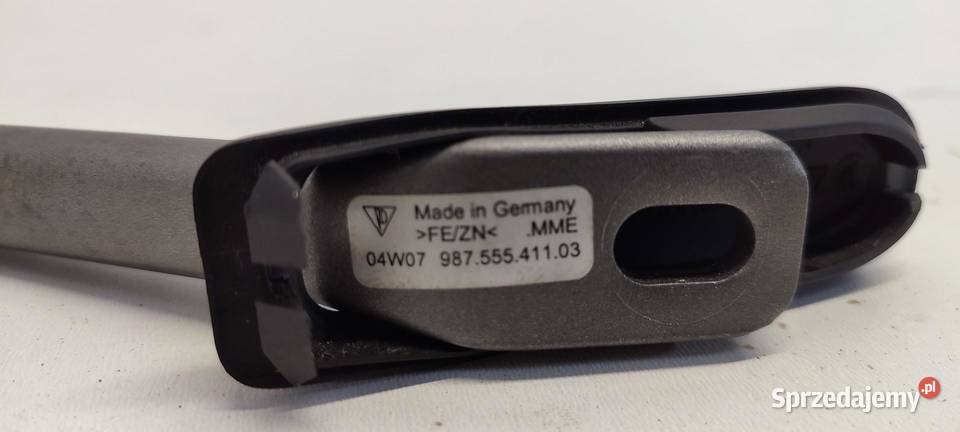 Made in Germany
>FE/ZN< .MME
04W07 987.555.411.03
Sprzedajemy.pl